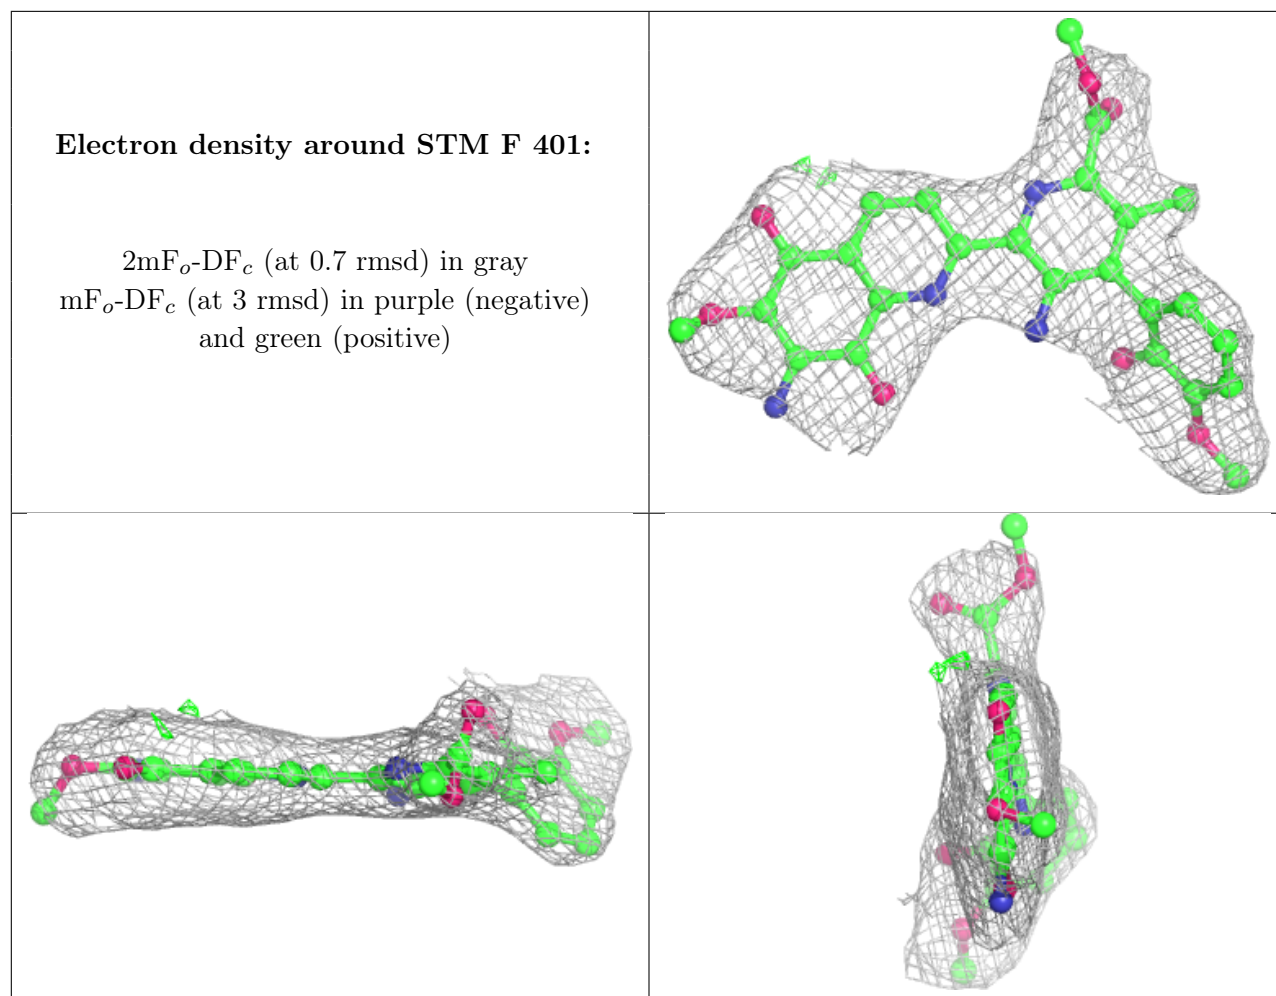 Electron density around STM F 401:
2mFo-DFc (at 0.7 rmsd) in gray
mFo-DFc (at 3 rmsd) in purple (negative)
and green (positive)